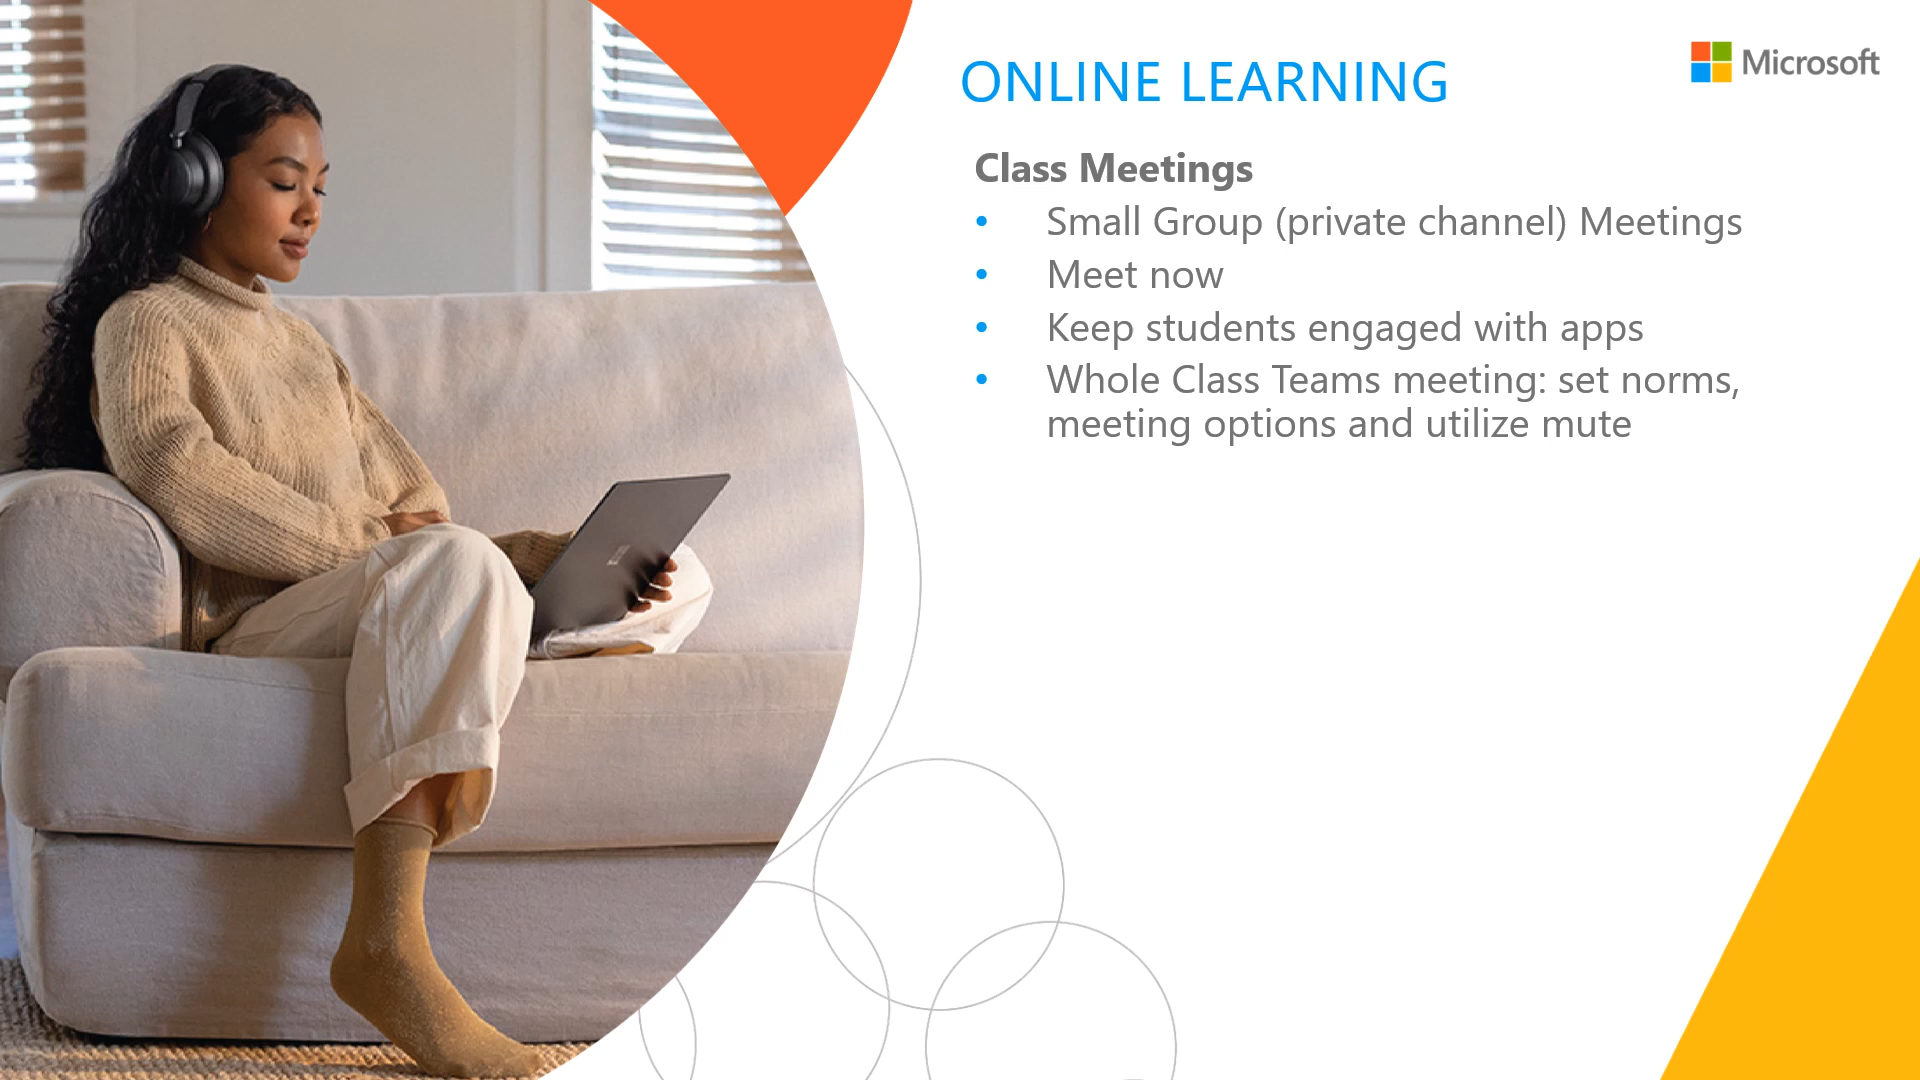 ONLINE LEARNING
Microsoft
Class Meetings
• Small Group (private channel) Meetings
• Meet now
• Keep students engaged with apps
• Whole Class Teams meeting: set norms,
meeting options and utilize mute